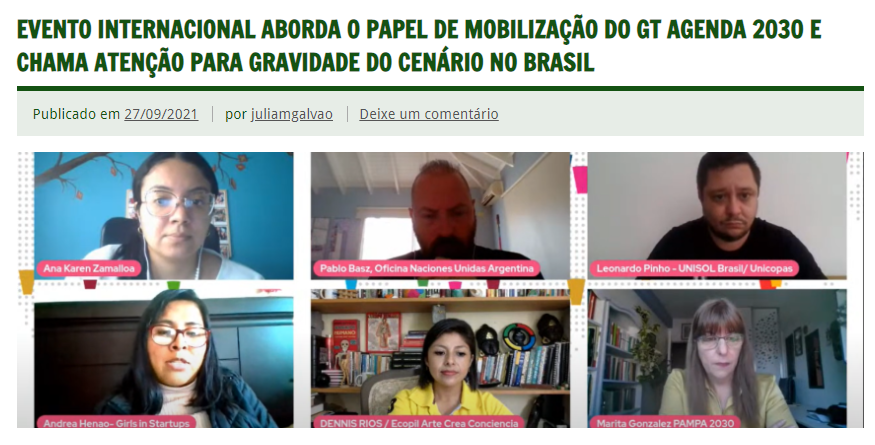 EVENTO INTERNACIONAL ABORDA O PAPEL DE MOBILIZAÇÃO DO GT AGENDA 2030 E
CHAMA ATENÇÃO PARA GRAVIDADE DO CENÁRIO NO BRASIL
Publicado em 27/09/2021 por juliamgalvao Deixe um comentário
Ana Karen Zamalloa
Pablo Basz, Oficina Naciones Unidas Argentina
Leonardo Pinho - UNISOL Brasil/ Unicopas
Andrea Henao- Girls in Startups
DENNIS RIOS / Ecopil Arte Crea Conciencia
Marita Gonzalez PAMPA 2030